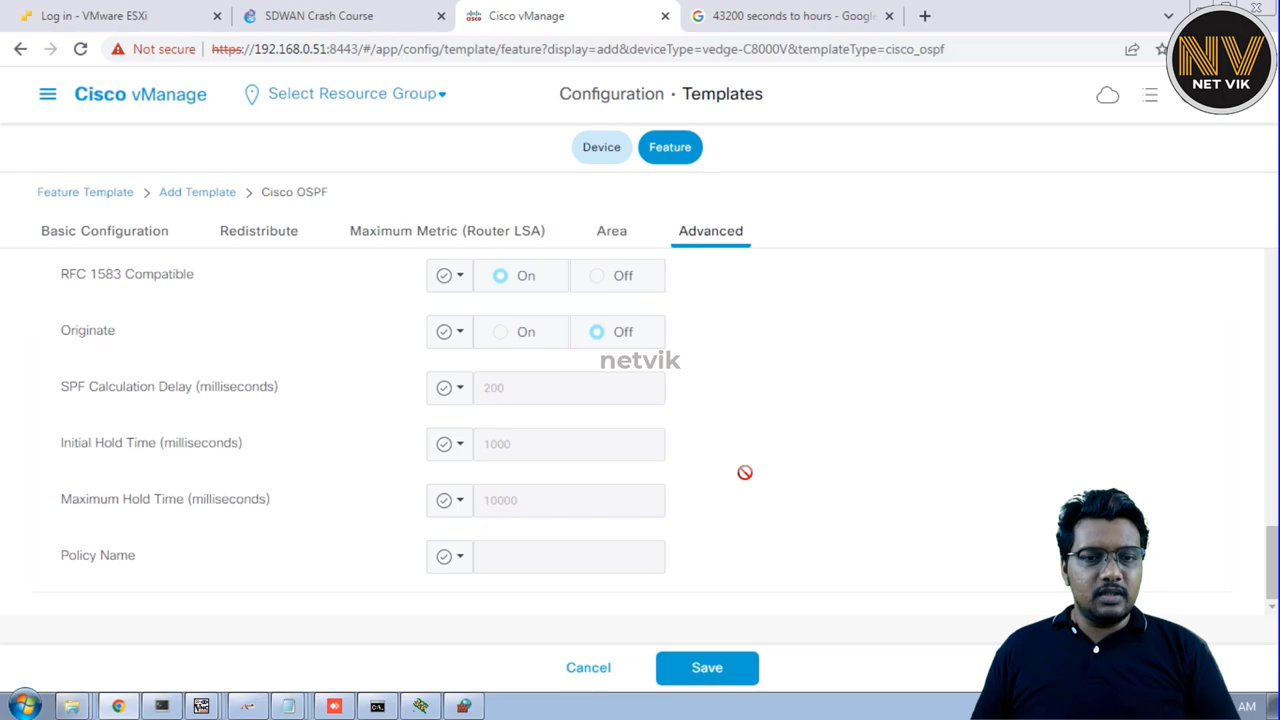 Log in - VMware ESXi
SDWAN Crash Course
Cisco vManage
43200 seconds to hours - Google
Not secure
https://192.168.0.51:8443/#/app/config/template/feature?display=add&deviceType=vedge-C8000V&templateType=cisco_ospf
NV
NET VIK
Cisco vManage
Select Resource Group
Configuration · Templates
Device
Feature
Feature Template > Add Template > Cisco OSPF
Basic Configuration
Redistribute
Maximum Metric (Router LSA)
Area
Advanced
RFC 1583 Compatible
On
Off
Originate
On
Off
netvik
SPF Calculation Delay (milliseconds)
200
Initial Hold Time (milliseconds)
1000
Maximum Hold Time (milliseconds)
10000
Policy Name
Cancel
Save
AM